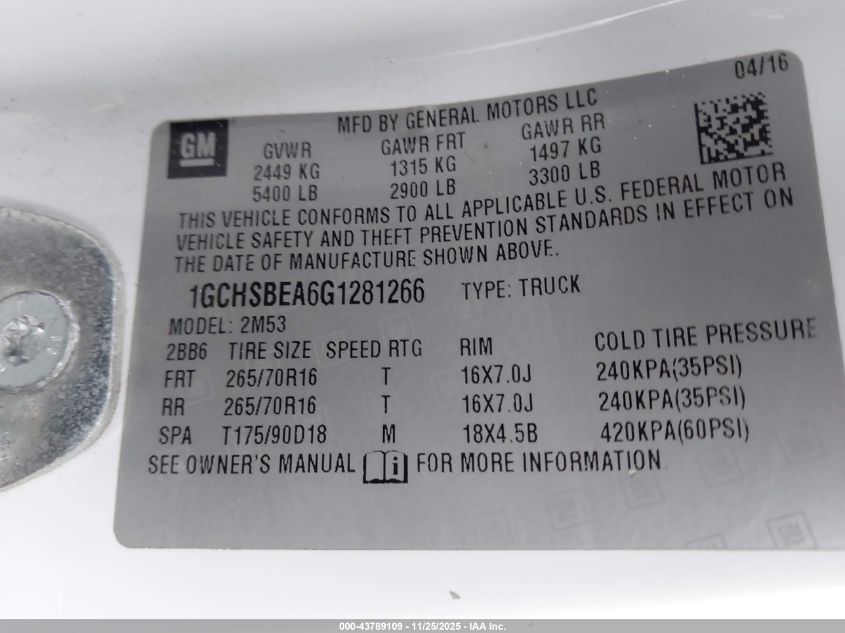 04/16
MFD BY GENERAL MOTORS LLC
GM
GVWR GAWR FRT GAWR RR
2449 KG 1315 KG 1497 KG
5400 LB 2900 LB 3300 LB
THIS VEHICLE CONFORMS TO ALL APPLICABLE U.S. FEDERAL MOTOR
VEHICLE SAFETY AND THEFT PREVENTION STANDARDS IN EFFECT ON
THE DATE OF MANUFACTURE SHOWN ABOVE.
1GCHSBEA6G1281266 TYPE: TRUCK
MODEL: 2M53
2BB6 TIRE SIZE SPEED RTG RIM COLD TIRE PRESSURE
FRT 265/70R16 T 16X7.0J 240KPA(35PSI)
RR 265/70R16 T 16X7.0J 240KPA(35PSI)
SPA T175/90D18 M 18X4.5B 420KPA(60PSI)
SEE OWNER'S MANUAL i FOR MORE INFORMATION
GM
000-43789109 - 11/25/2025 - IAA Inc.